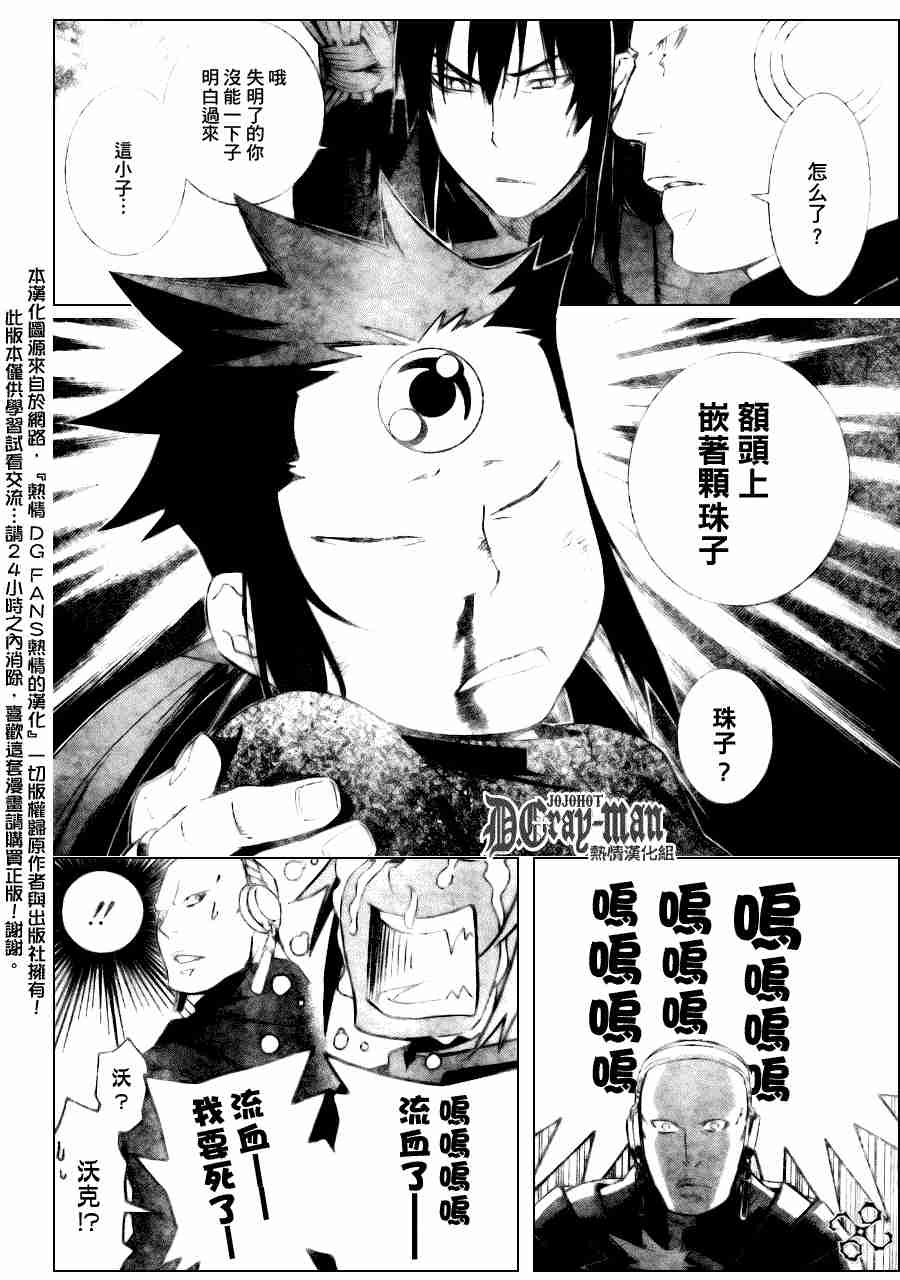 怎么了？
哦
失明了的你
沒能一下子
明白過來
這小子…
額頭上
嵌著顆珠子
珠子？
JOJOHOT
D.Gray-man
熱情漢化組
嗚嗚嗚嗚
嗚嗚嗚嗚
嗚嗚嗚嗚
嗚嗚嗚嗚
流血了——
流血——
我要死了——
!!
沃？
沃克!?
本漢化圖源來自於網路，『熱情DGFANS熱情的漢化』一切版權歸原作者與出版社擁有！
此版本僅供學習試看交流…請24小時之內消除，喜歡這套漫畫請購買正版！謝謝。